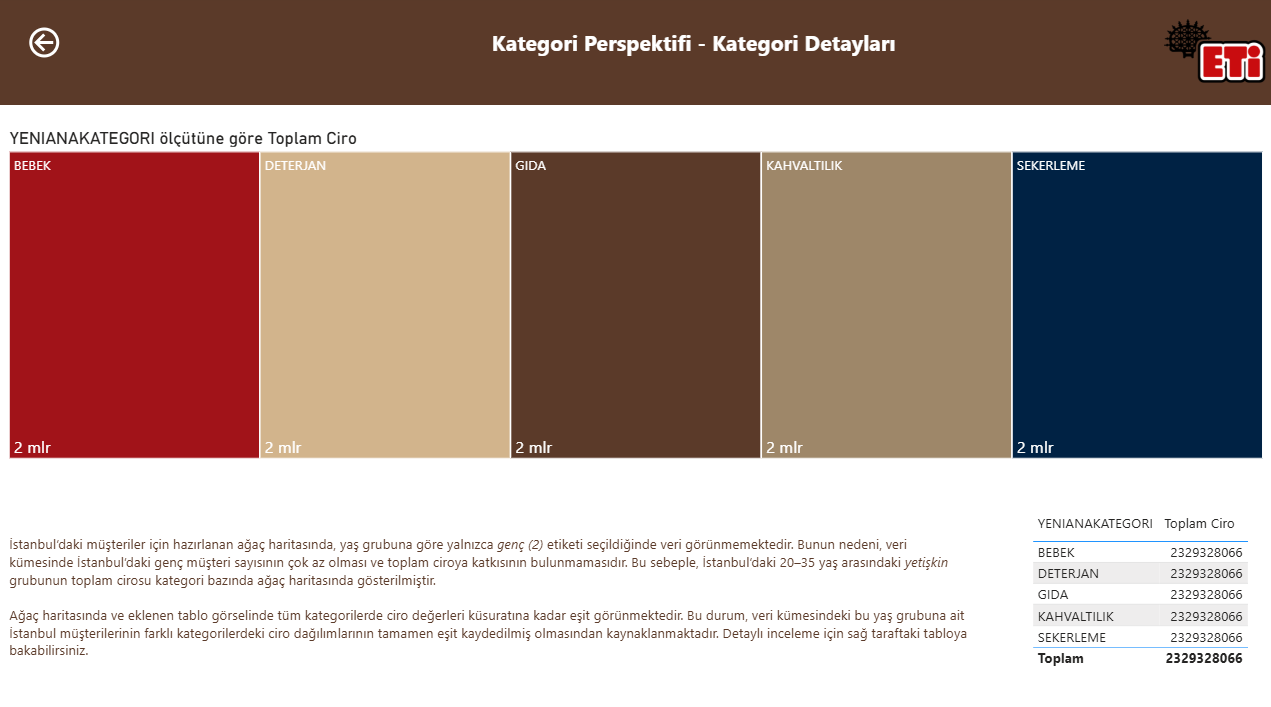 Kategori Perspektifi - Kategori Detayları
ETİ
YENIANAKATEGORI ölçütüne göre Toplam Ciro
BEBEK
DETERJAN
GIDA
KAHVALTILIK
SEKERLEME
2 mlr
2 mlr
2 mlr
2 mlr
2 mlr
İstanbul’daki müşteriler için hazırlanan ağaç haritasında, yaş grubuna göre yalnızca genç (2) etiketi seçildiğinde veri görünmemektedir. Bunun nedeni, veri
kümesinde İstanbul’daki genç müşteri sayısının çok az olması ve toplam ciroya katkısının bulunmamasıdır. Bu sebeple, İstanbul’daki 20–35 yaş arasındaki yetişkin
grubunun toplam cirosu kategori bazında ağaç haritasında gösterilmiştir.
Ağaç haritasında ve eklenen tablo görselinde tüm kategorilerde ciro değerleri küsuratına kadar eşit görünmektedir. Bu durum, veri kümesindeki bu yaş grubuna ait
İstanbul müşterilerinin farklı kategorilerdeki ciro dağılımlarının tamamen eşit kaydedilmiş olmasından kaynaklanmaktadır. Detaylı inceleme için sağ taraftaki tabloya
bakabilirsiniz.
YENIANAKATEGORI Toplam Ciro
BEBEK 2329328066
DETERJAN 2329328066
GIDA 2329328066
KAHVALTILIK 2329328066
SEKERLEME 2329328066
Toplam 2329328066